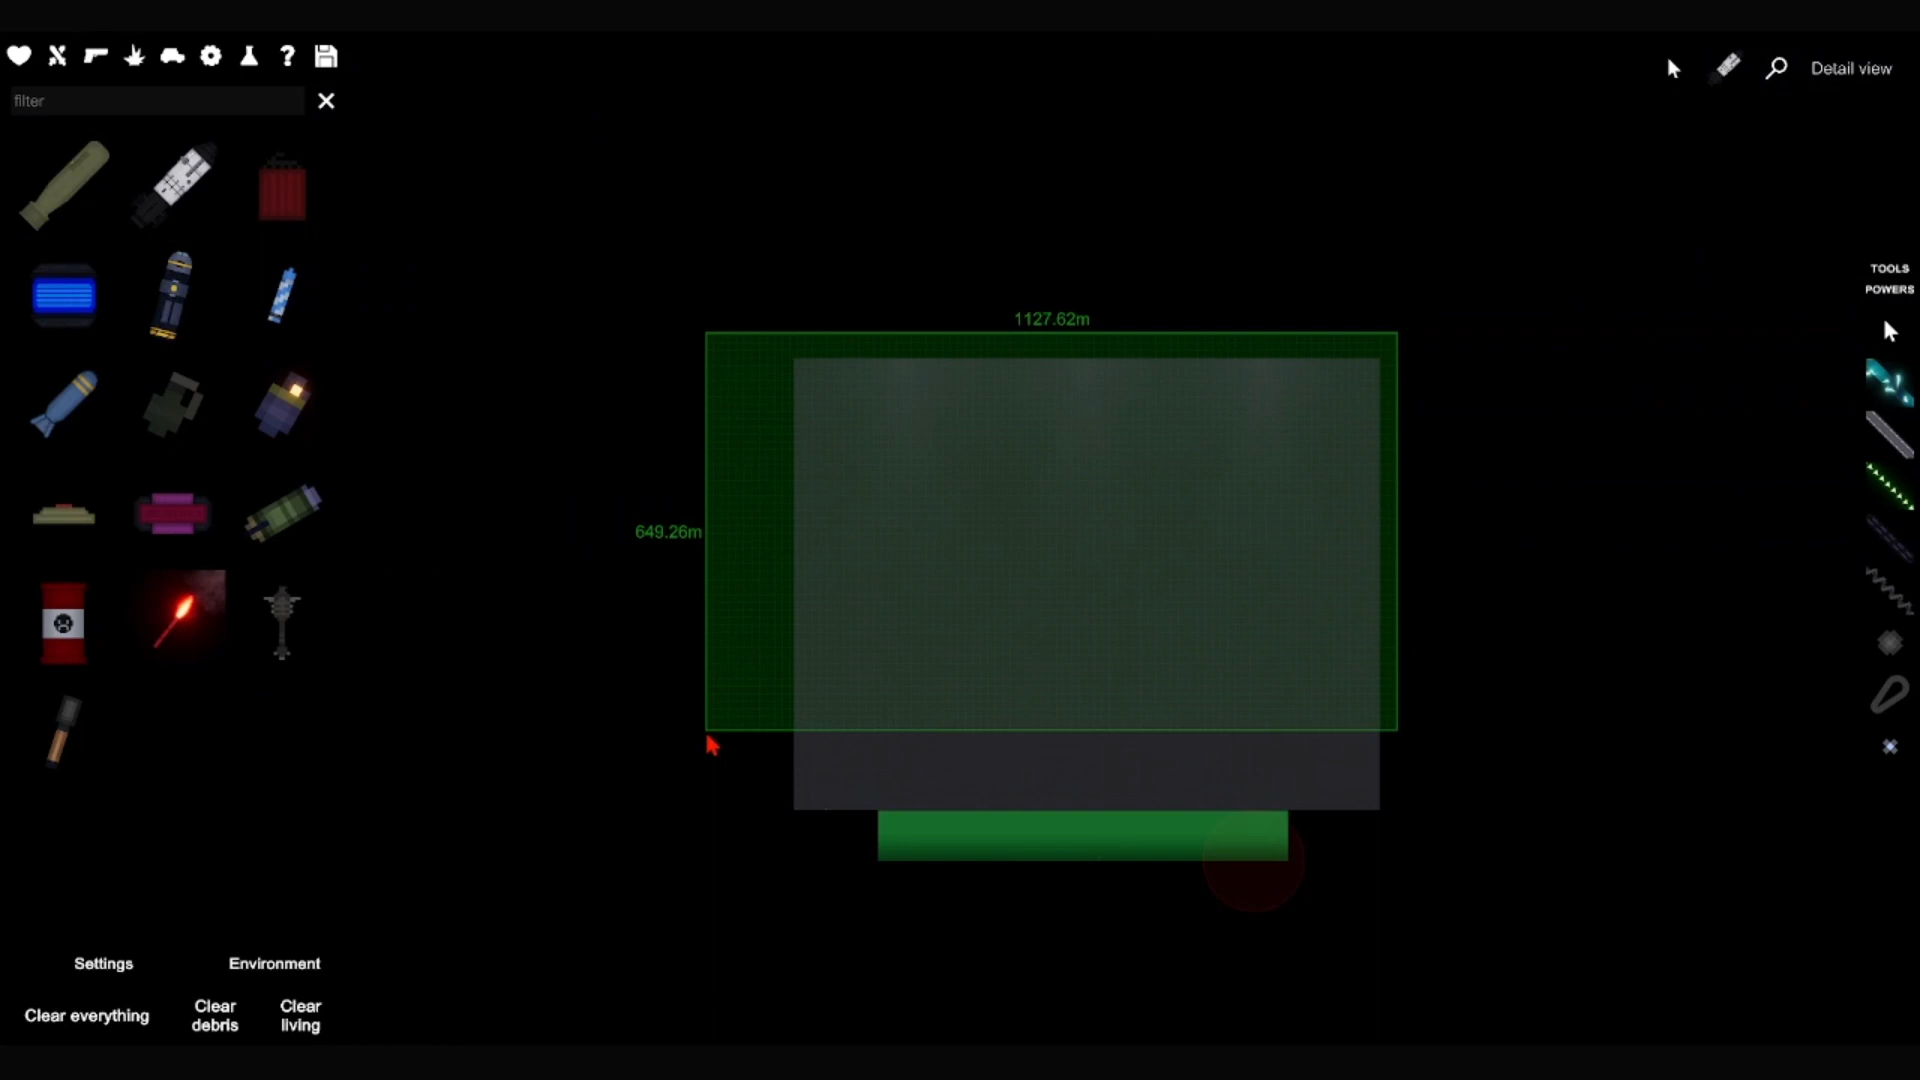 Detail view
filter
TOOLS
POWERS
1127.62m
649.26m
Settings
Environment
Clear everything
Clear
debris
Clear
living